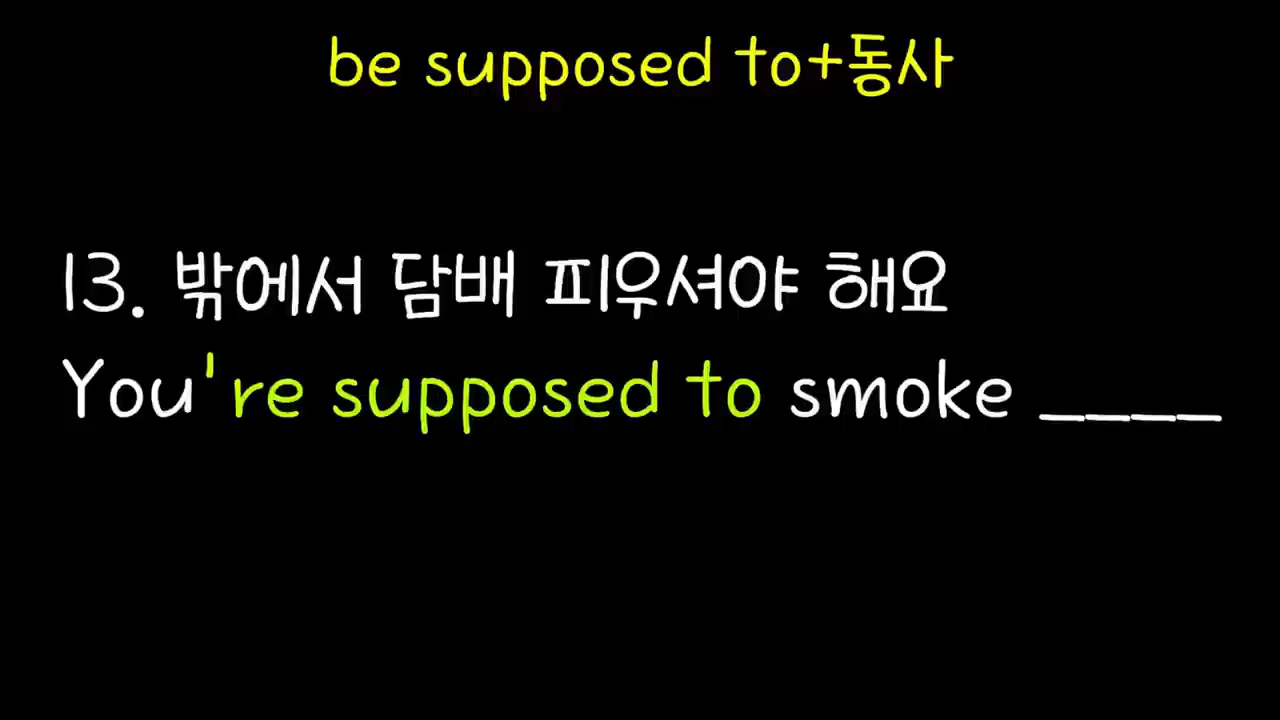 be supposed to+동사
13. 밖에서 담배 피우셔야 해요
You're supposed to smoke ____